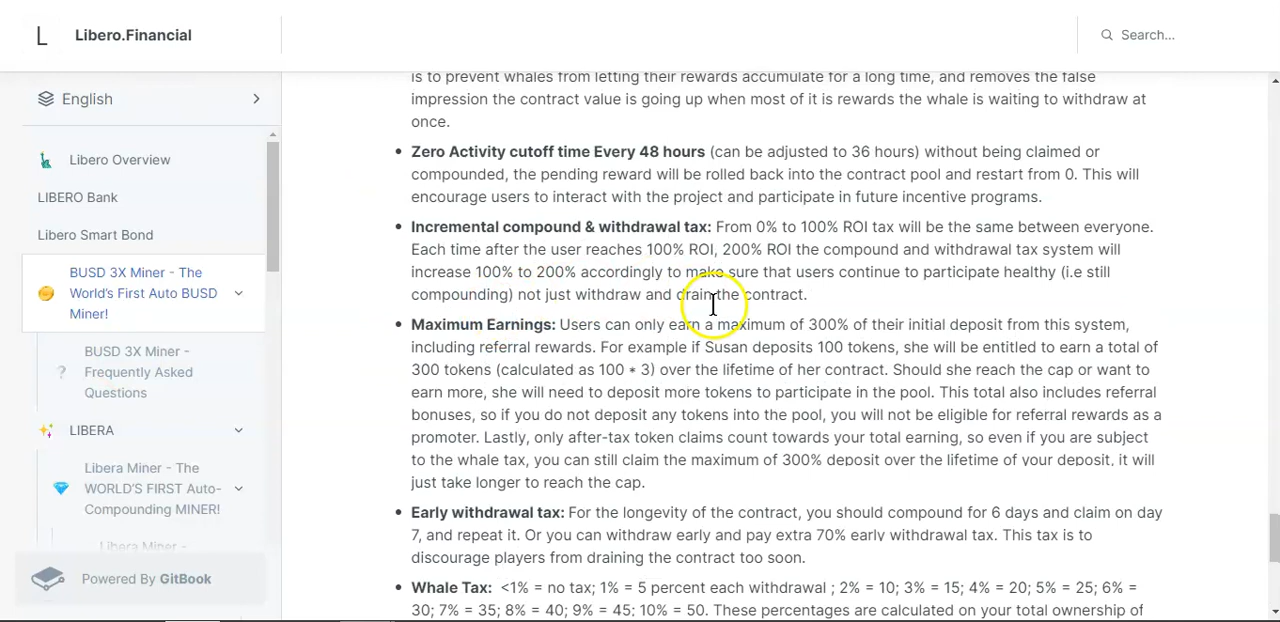 L Libero.Financial
Search...
English
Libero Overview
LIBERO Bank
Libero Smart Bond
BUSD 3X Miner - The
World's First Auto BUSD
Miner!
BUSD 3X Miner -
Frequently Asked
Questions
LIBERA
Libera Miner - The
WORLD'S FIRST Auto-
Compounding MINER!
Libera Miner -
Powered By GitBook
is to prevent whales from letting their rewards accumulate for a long time, and removes the false
impression the contract value is going up when most of it is rewards the whale is waiting to withdraw at
once.
• Zero Activity cutoff time Every 48 hours (can be adjusted to 36 hours) without being claimed or
compounded, the pending reward will be rolled back into the contract pool and restart from 0. This will
encourage users to interact with the project and participate in future incentive programs.
• Incremental compound & withdrawal tax: From 0% to 100% ROI tax will be the same between everyone.
Each time after the user reaches 100% ROI, 200% ROI the compound and withdrawal tax system will
increase 100% to 200% accordingly to make sure that users continue to participate healthy (i.e still
compounding) not just withdraw and drain the contract.
• Maximum Earnings: Users can only earn a maximum of 300% of their initial deposit from this system,
including referral rewards. For example if Susan deposits 100 tokens, she will be entitled to earn a total of
300 tokens (calculated as 100 * 3) over the lifetime of her contract. Should she reach the cap or want to
earn more, she will need to deposit more tokens to participate in the pool. This total also includes referral
bonuses, so if you do not deposit any tokens into the pool, you will not be eligible for referral rewards as a
promoter. Lastly, only after-tax token claims count towards your total earning, so even if you are subject
to the whale tax, you can still claim the maximum of 300% deposit over the lifetime of your deposit, it will
just take longer to reach the cap.
• Early withdrawal tax: For the longevity of the contract, you should compound for 6 days and claim on day
7, and repeat it. Or you can withdraw early and pay extra 70% early withdrawal tax. This tax is to
discourage players from draining the contract too soon.
• Whale Tax: <1% = no tax; 1% = 5 percent each withdrawal ; 2% = 10; 3% = 15; 4% = 20; 5% = 25; 6% =
30; 7% = 35; 8% = 40; 9% = 45; 10% = 50. These percentages are calculated on your total ownership of